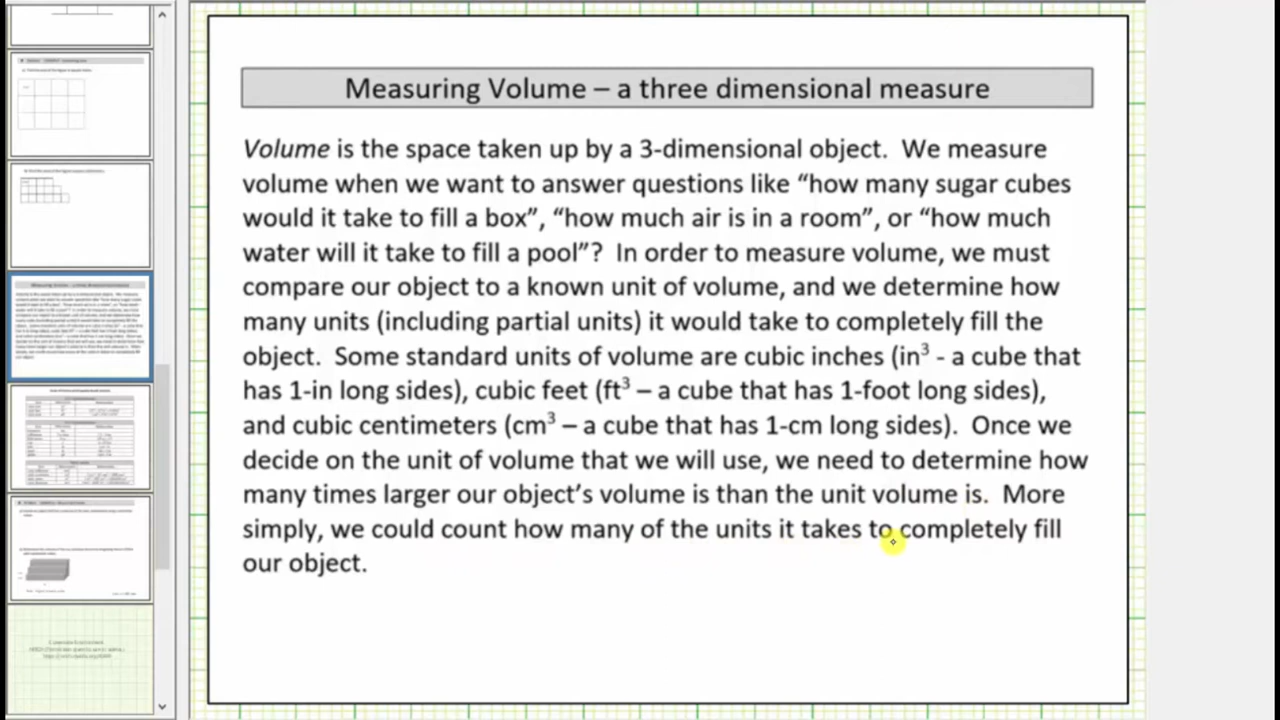 Measuring Volume – a three dimensional measure
Volume is the space taken up by a 3-dimensional object.  We measure
volume when we want to answer questions like “how many sugar cubes
would it take to fill a box”, “how much air is in a room”, or “how much
water will it take to fill a pool”?  In order to measure volume, we must
compare our object to a known unit of volume, and we determine how
many units (including partial units) it would take to completely fill the
object.  Some standard units of volume are cubic inches (in³ - a cube that
has 1-in long sides), cubic feet (ft³ – a cube that has 1-foot long sides),
and cubic centimeters (cm³ – a cube that has 1-cm long sides).  Once we
decide on the unit of volume that we will use, we need to determine how
many times larger our object’s volume is than the unit volume is.  More
simply, we could count how many of the units it takes to completely fill
our object.